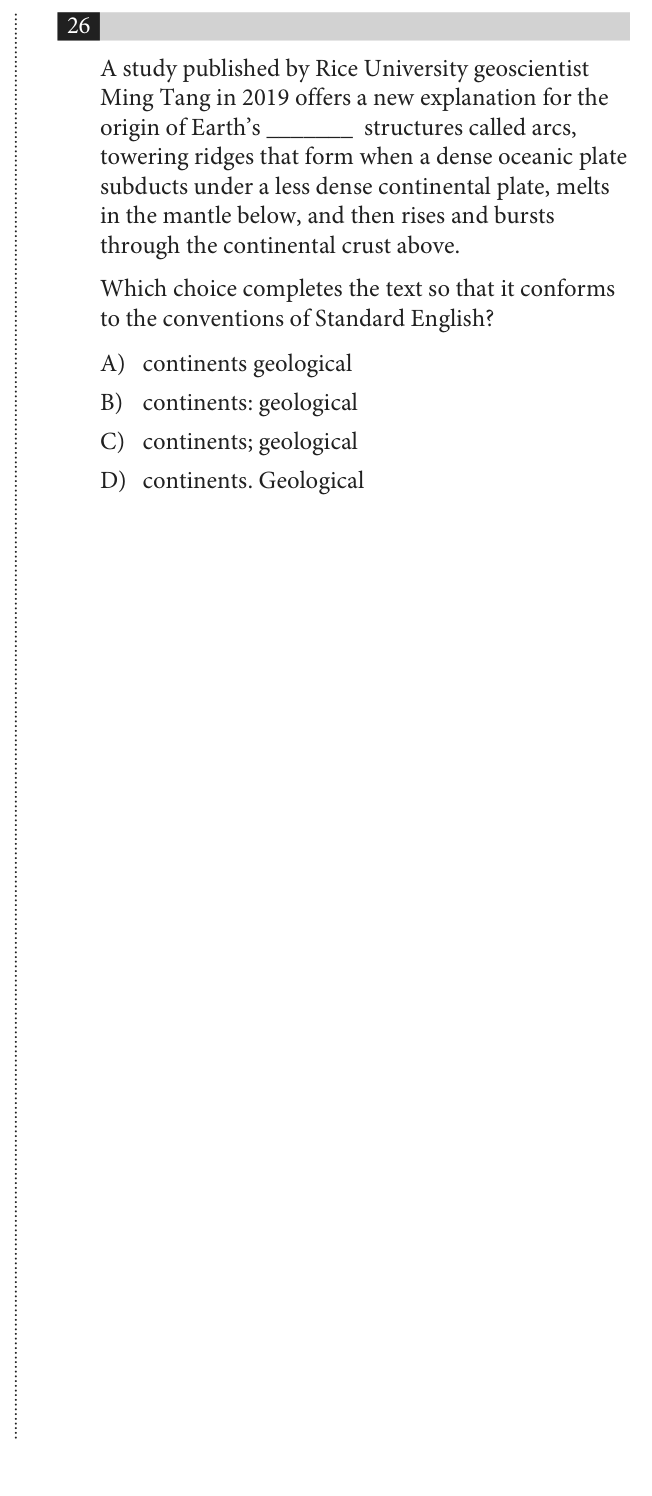 26
A study published by Rice University geoscientist
Ming Tang in 2019 offers a new explanation for the
origin of Earth’s _______ structures called arcs,
towering ridges that form when a dense oceanic plate
subducts under a less dense continental plate, melts
in the mantle below, and then rises and bursts
through the continental crust above.
Which choice completes the text so that it conforms
to the conventions of Standard English?
A) continents geological
B) continents: geological
C) continents; geological
D) continents. Geological